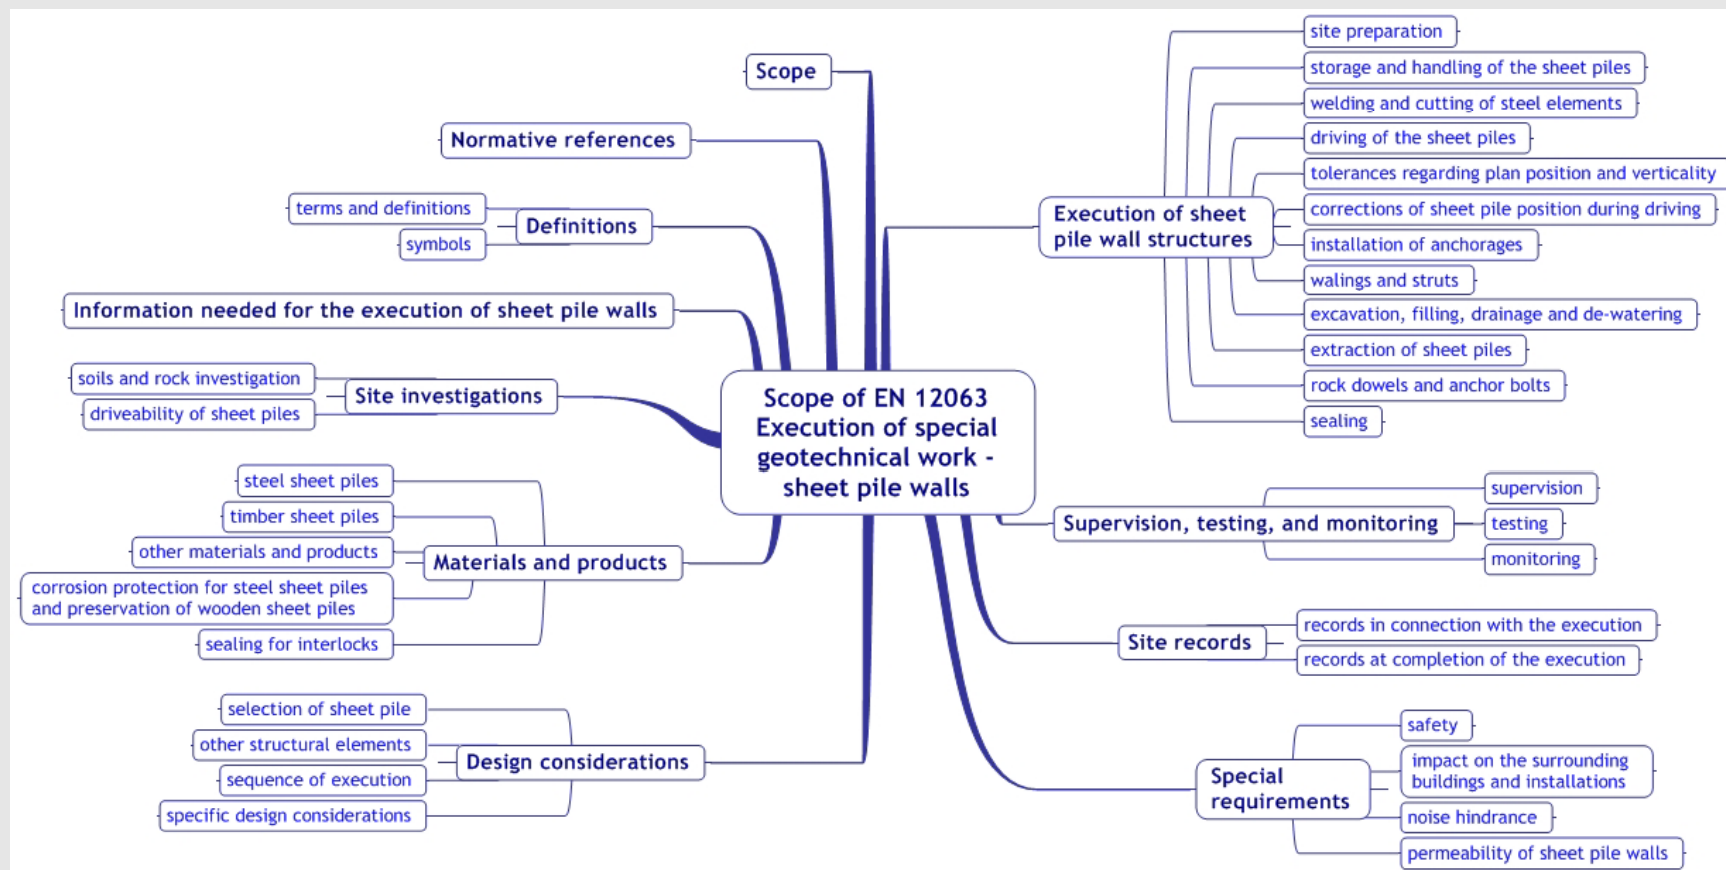 Scope of EN 12063
Execution of special
geotechnical work -
sheet pile walls
Scope
Normative references
Definitions
terms and definitions
symbols
Information needed for the execution of sheet pile walls
Site investigations
soils and rock investigation
driveability of sheet piles
Materials and products
steel sheet piles
timber sheet piles
other materials and products
corrosion protection for steel sheet piles
and preservation of wooden sheet piles
sealing for interlocks
Design considerations
selection of sheet pile
other structural elements
sequence of execution
specific design considerations
Execution of sheet
pile wall structures
site preparation
storage and handling of the sheet piles
welding and cutting of steel elements
driving of the sheet piles
tolerances regarding plan position and verticality
corrections of sheet pile position during driving
installation of anchorages
walings and struts
excavation, filling, drainage and de-watering
extraction of sheet piles
rock dowels and anchor bolts
sealing
Supervision, testing, and monitoring
supervision
testing
monitoring
Site records
records in connection with the execution
records at completion of the execution
Special
requirements
safety
impact on the surrounding
buildings and installations
noise hindrance
permeability of sheet pile walls